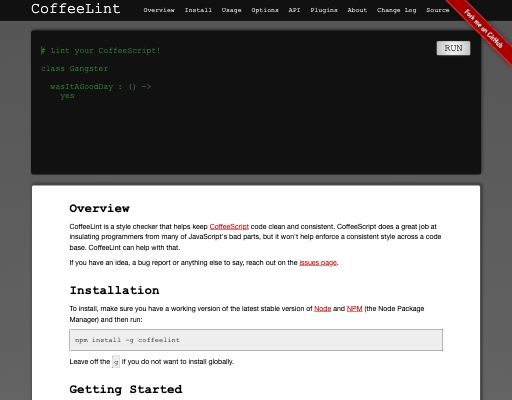 CoffeeLint
Overview Install Usage Options API Plugins About Change Log Source
Fork me on GitHub
# Lint your CoffeeScript!
RUN
class Gangster
wasItAGoodDay : () ->
yes
Overview
CoffeeLint is a style checker that helps keep CoffeeScript code clean and consistent. CoffeeScript does a great job at
insulating programmers from many of JavaScript's bad parts, but it won't help enforce a consistent style across a code
base. CoffeeLint can help with that.
If you have an idea, a bug report or anything else to say, reach out on the issues page.
Installation
To install, make sure you have a working version of the latest stable version of Node and NPM (the Node Package
Manager) and then run:
npm install -g coffeelint
Leave off the g if you do not want to install globally.
Getting Started